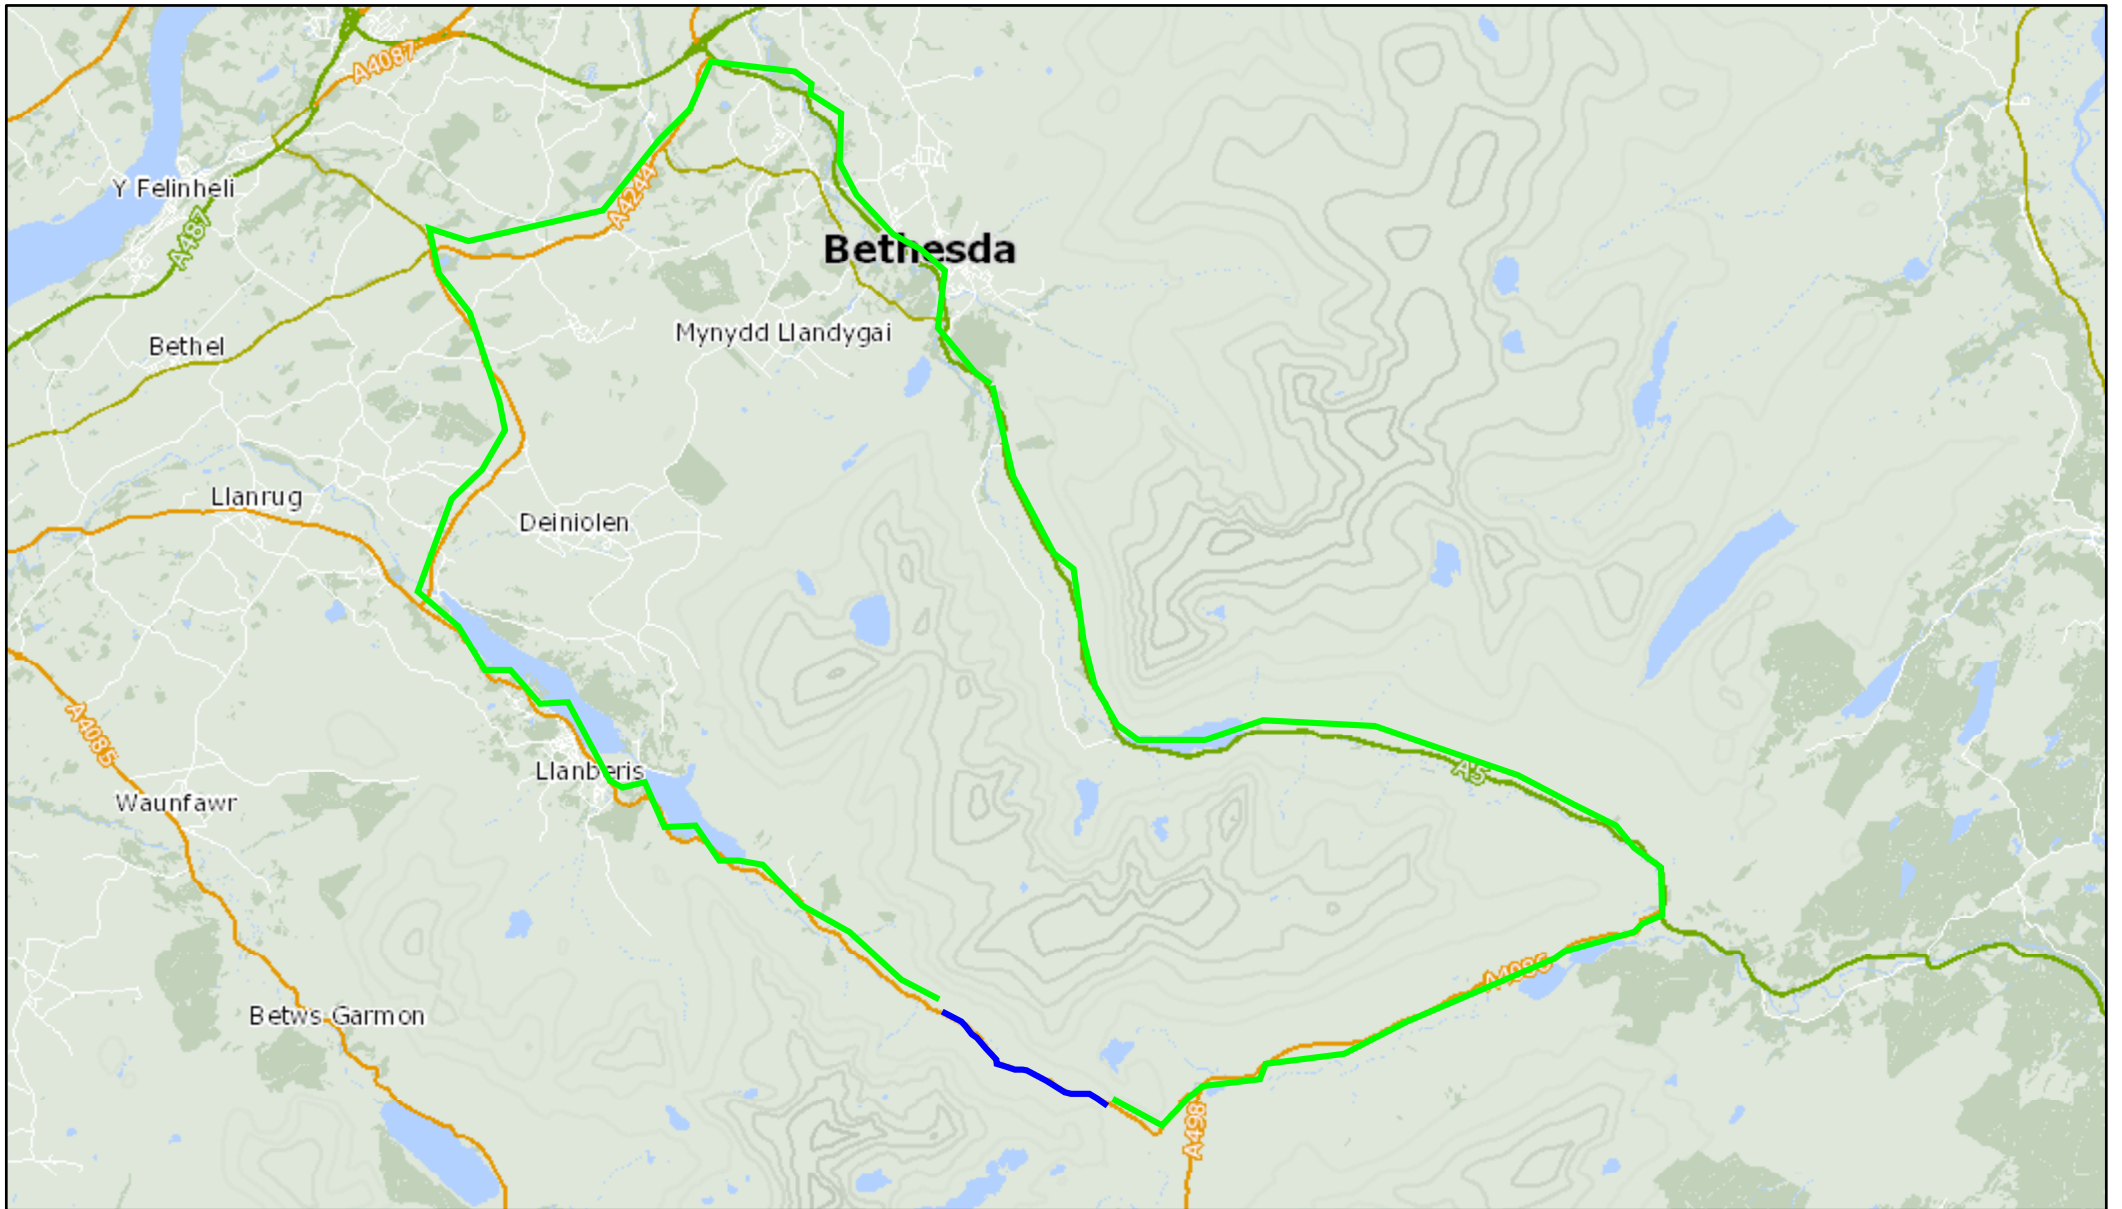 A4087
Y Felinheli
A487
A4244
Bethesda
Mynydd Llandygai
Bethel
Llanrug
Deiniolen
A4085
Llanberis
A5
Waunfawr
A4086
Betws Garmon
A498